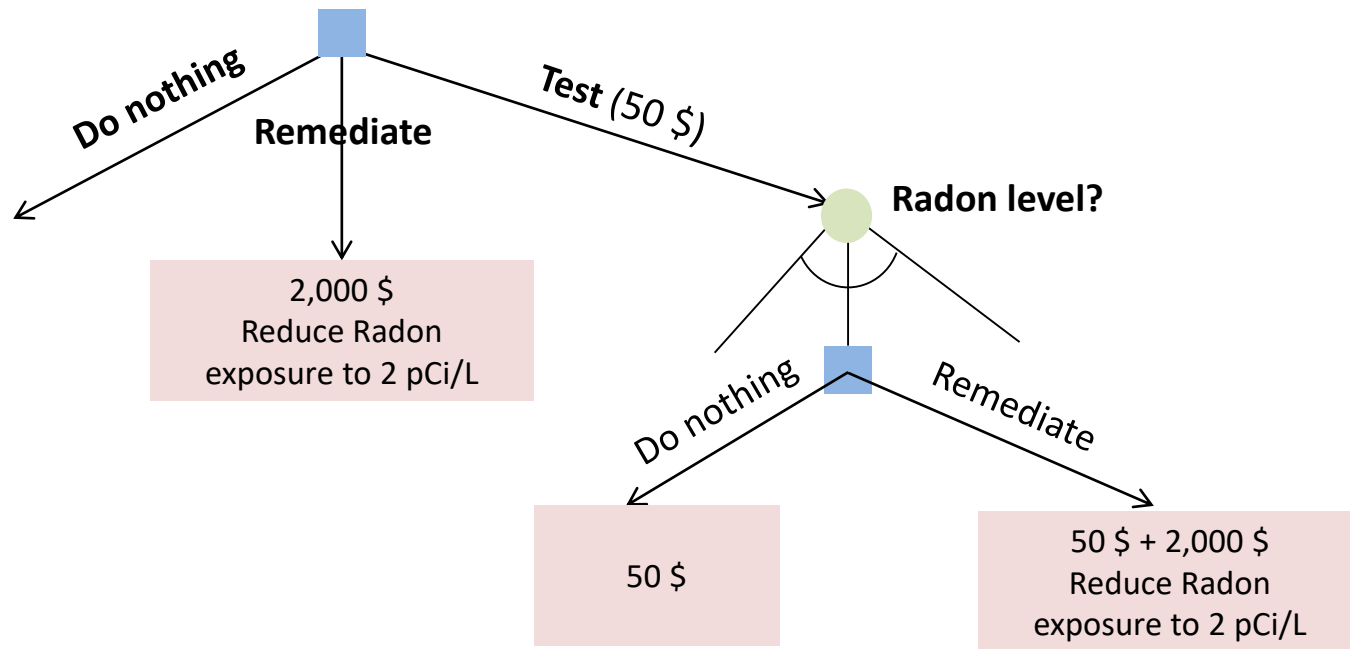 Do nothing
Remediate
Test (50 $)
Radon level?
2,000 $
Reduce Radon
exposure to 2 pCi/L
Do nothing
Remediate
50 $
50 $ + 2,000 $
Reduce Radon
exposure to 2 pCi/L